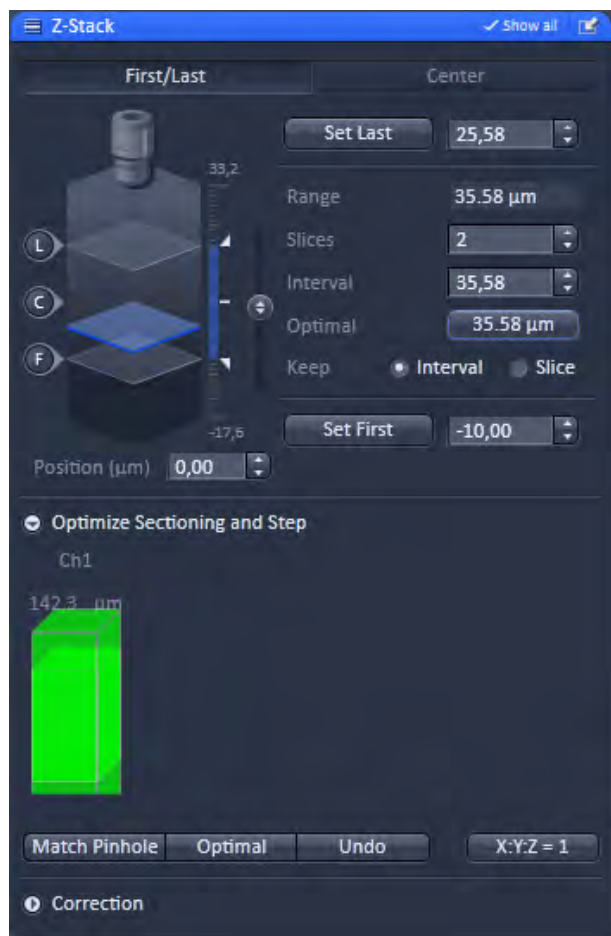 Z-Stack
Show all
First/Last
Center
Set Last
25,58
33,2
Range
35.58 µm
L
Slices
2
C
Interval
35,58
Optimal
35.58 µm
F
Keep
Interval
Slice
-17,6
Set First
-10,00
Position (µm)
0,00
Optimize Sectioning and Step
Ch1
142,3 µm
Match Pinhole
Optimal
Undo
X:Y:Z = 1
Correction